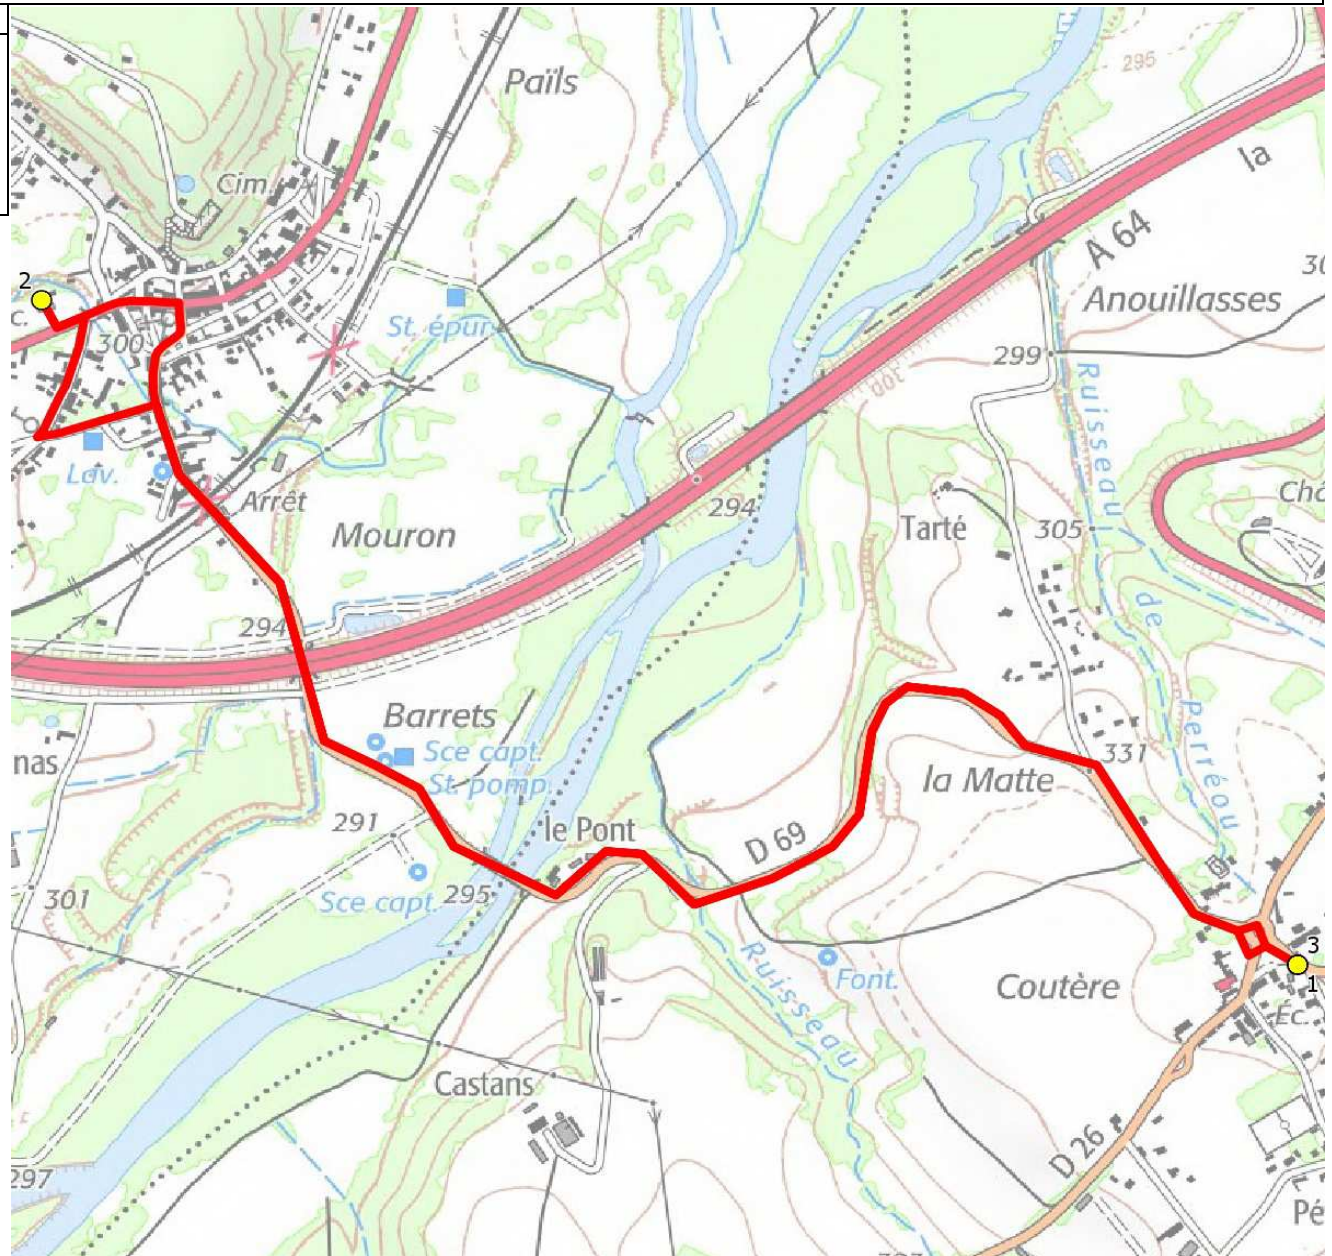 295
Païls
la
Cim.
A 64
2
30
Anouillasses
c.
St. épur.
300
299
Ruisseau
Lav.
Arrêt
294
Chá
Tarté
305
Mouron
de
294
Barrets
Perréou
Sce capt.
331
nas
St. pomp.
la Matte
291
le Pont
D 69
301
Sce capt.
295
3
Ruisseau
Font.
Coutère
1
Éc.
Castans
D 26
297
Pé